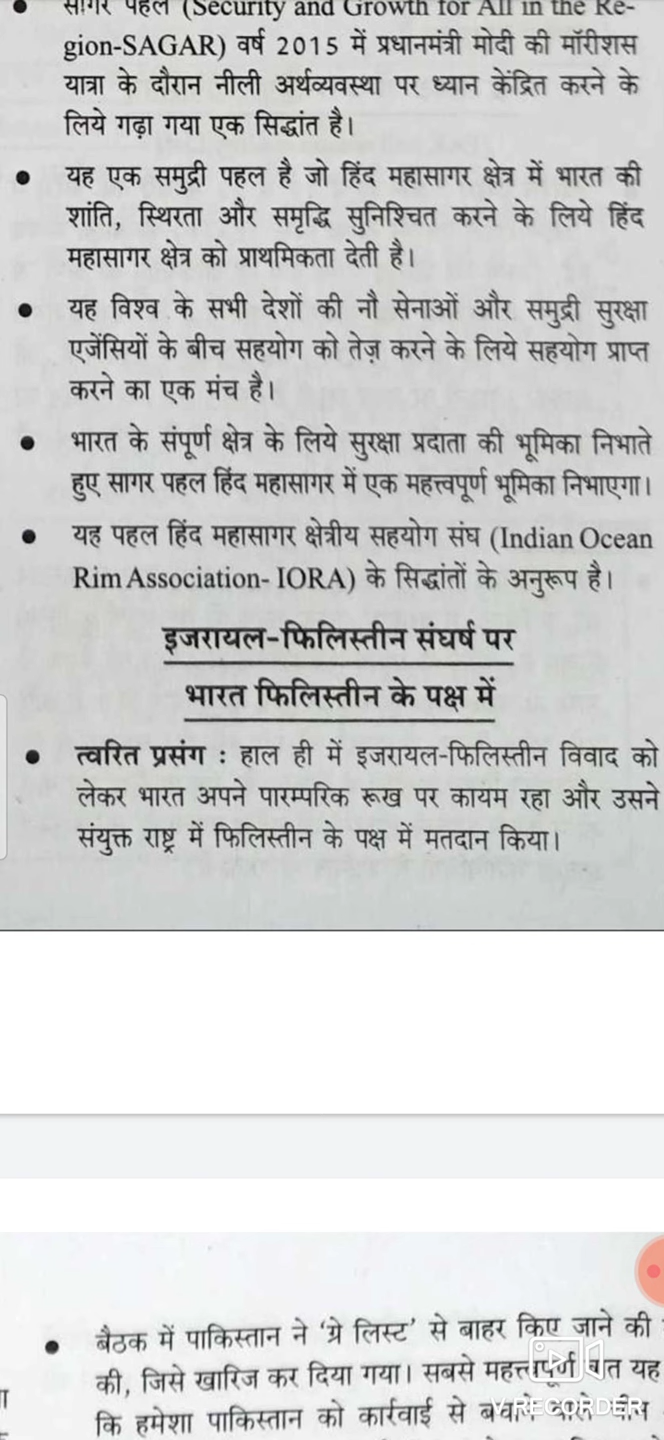 सागर पहल (Security and Growth for All in the Re-
gion-SAGAR) वर्ष 2015 में प्रधानमंत्री मोदी की मॉरीशस
यात्रा के दौरान नीली अर्थव्यवस्था पर ध्यान केंद्रित करने के
लिये गढ़ा गया एक सिद्धांत है।
● यह एक समुद्री पहल है जो हिंद महासागर क्षेत्र में भारत की
शांति, स्थिरता और समृद्धि सुनिश्चित करने के लिये हिंद
महासागर क्षेत्र को प्राथमिकता देती है।
● यह विश्व के सभी देशों की नौ सेनाओं और समुद्री सुरक्षा
एजेंसियों के बीच सहयोग को तेज़ करने के लिये सहयोग प्राप्त
करने का एक मंच है।
● भारत के संपूर्ण क्षेत्र के लिये सुरक्षा प्रदाता की भूमिका निभाते
हुए सागर पहल हिंद महासागर में एक महत्त्वपूर्ण भूमिका निभाएगा।
● यह पहल हिंद महासागर क्षेत्रीय सहयोग संघ (Indian Ocean
Rim Association- IORA) के सिद्धांतों के अनुरूप है।
इजरायल-फिलिस्तीन संघर्ष पर
भारत फिलिस्तीन के पक्ष में
● त्वरित प्रसंग : हाल ही में इजरायल-फिलिस्तीन विवाद को
लेकर भारत अपने पारम्परिक रूख पर कायम रहा और उसने
संयुक्त राष्ट्र में फिलिस्तीन के पक्ष में मतदान किया।
● बैठक में पाकिस्तान ने ‘ग्रे लिस्ट’ से बाहर किए जाने की
की, जिसे खारिज कर दिया गया। सबसे महत्त्वपूर्ण बात यह
कि हमेशा पाकिस्तान को कार्रवाई से बचाने वाले चीन
V RECORDER